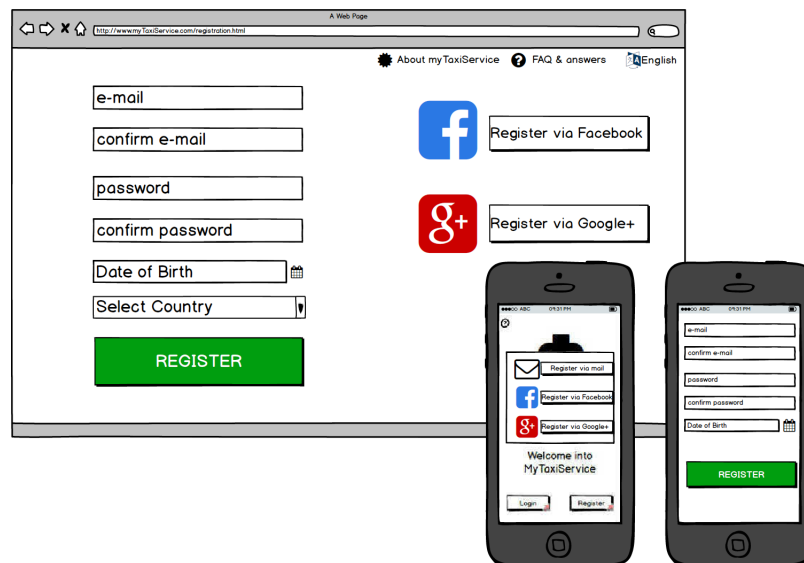 A Web Page
http://www.myTaxiService.com/registration.html
About myTaxiService
FAQ & answers
English
e-mail
confirm e-mail
password
confirm password
Date of Birth
Select Country
REGISTER
Register via Facebook
g+
Register via Google+
ABC 09:31 PM
?
Register via mail
Register via Facebook
g+
Register via Google+
Welcome into
MyTaxiService
Login
Register
ABC 09:31 PM
e-mail
confirm e-mail
password
confirm password
Date of Birth
REGISTER